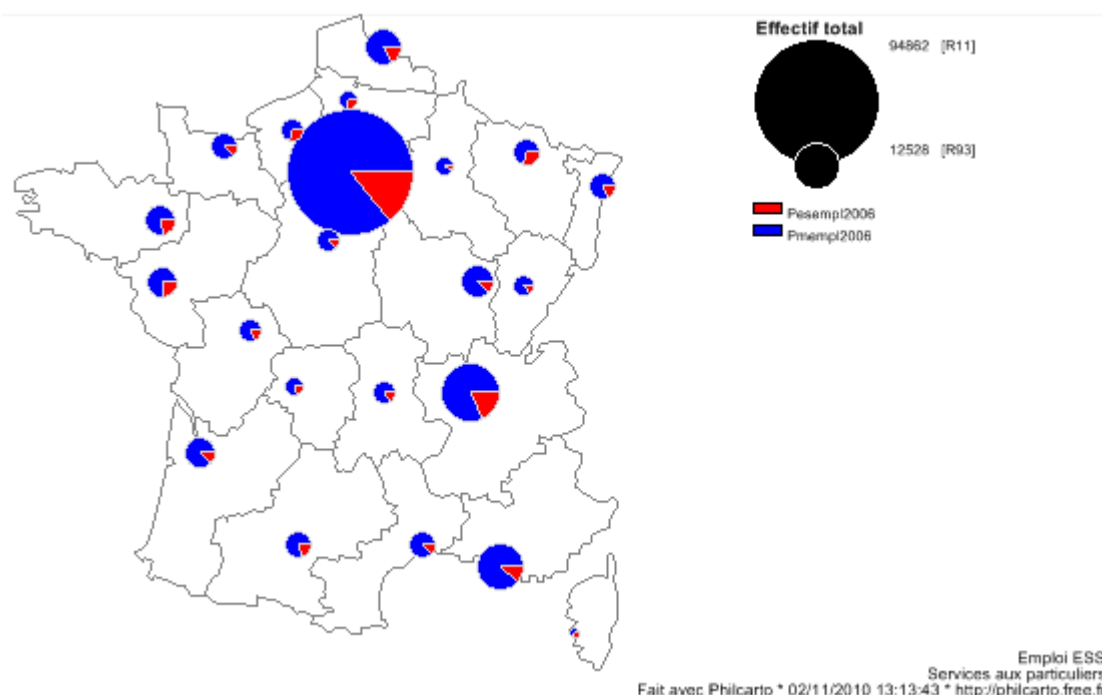 Effectif total
94862 [R11]
12528 [R93]
Pesempl2006
Pmempl2006
Emploi ESS
Services aux particuliers
Fait avec Philcarto * 02/11/2010 13:13:43 * http://philcarto.free.fr